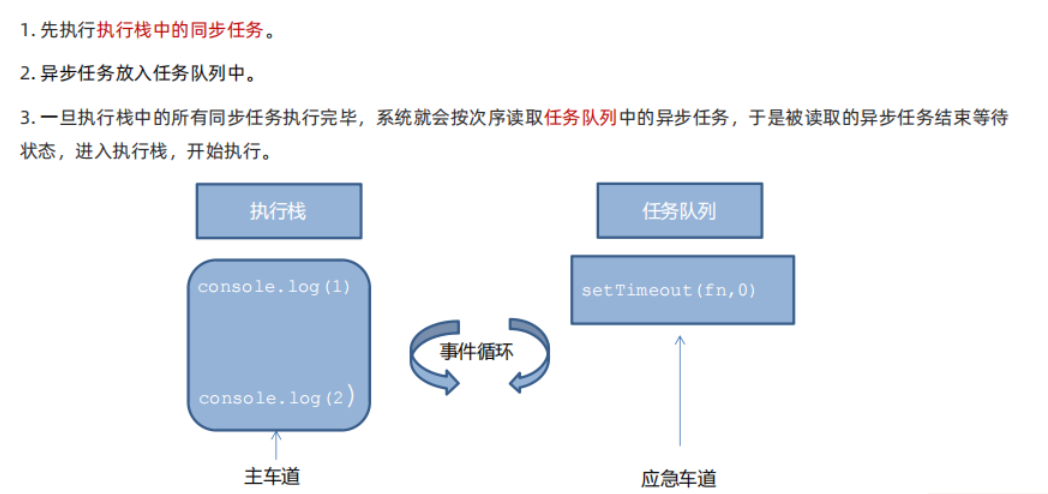 1. 先执行执行栈中的同步任务。
2. 异步任务放入任务队列中。
3. 一旦执行栈中的所有同步任务执行完毕，系统就会按次序读取任务队列中的异步任务，于是被读取的异步任务结束等待
状态，进入执行栈，开始执行。
执行栈
任务队列
console.log(1)
setTimeout(fn,0)
事件循环
console.log(2)
主车道
应急车道